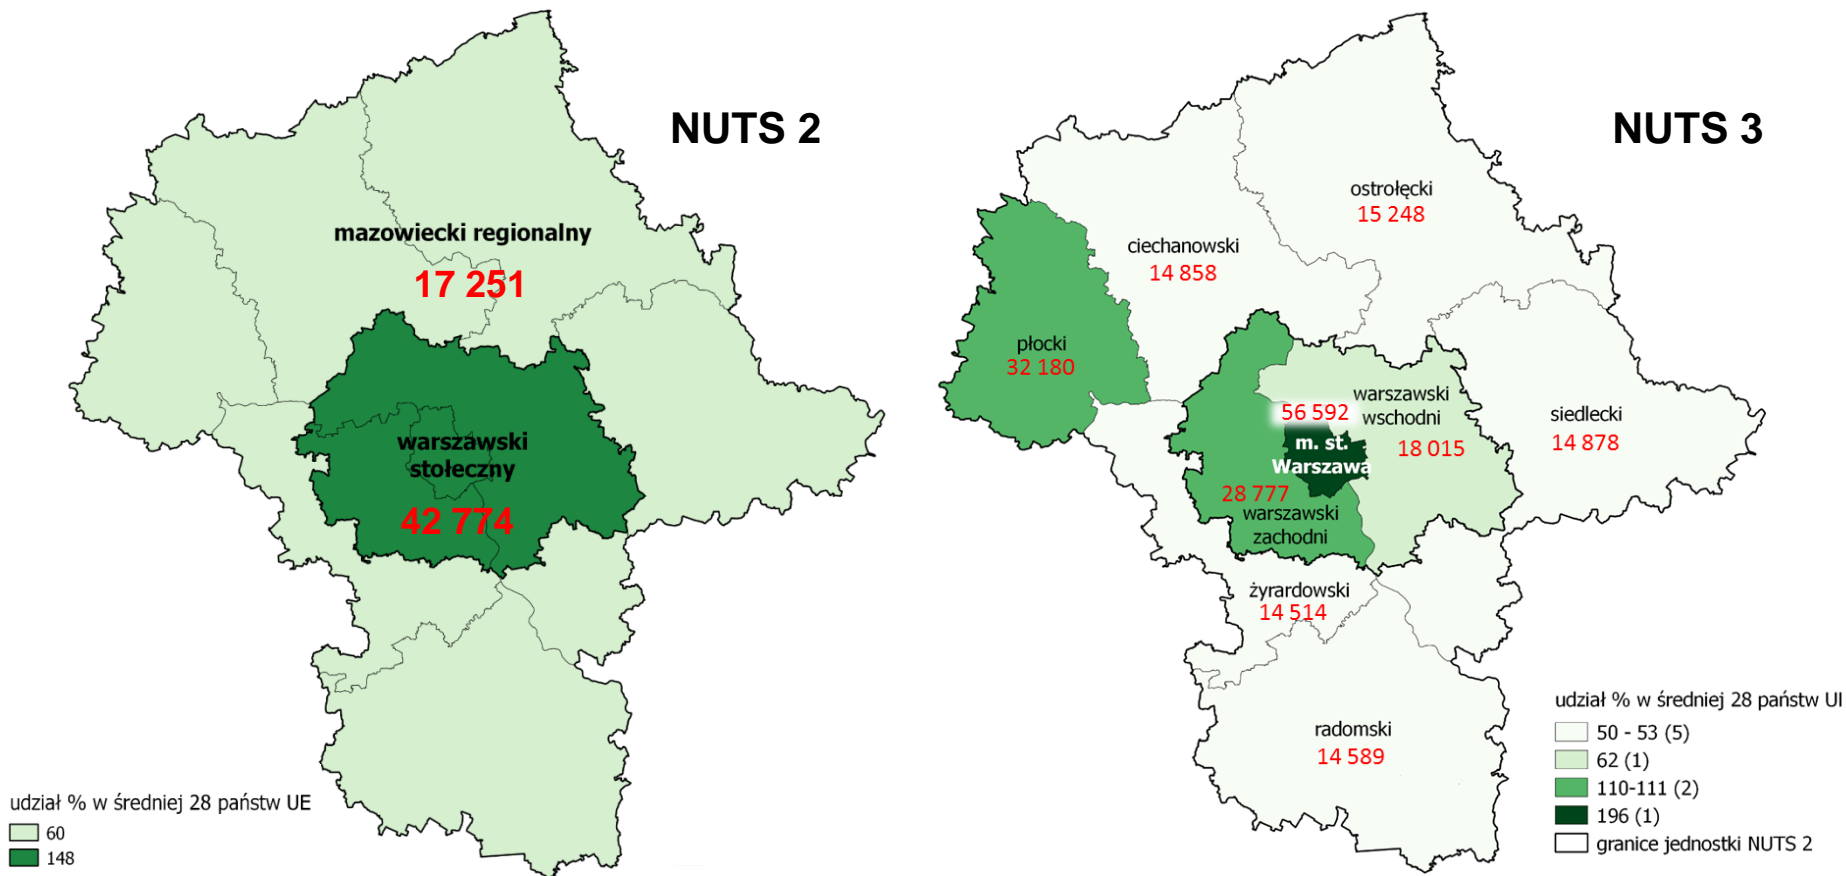 NUTS 2
mazowiecki regionalny
17 251
warszawski
stołeczny
42 774
udział % w średniej 28 państw UE
60
148
NUTS 3
ostrołęcki
15 248
ciechanowski
14 858
płocki
32 180
warszawski
wschodni
18 015
56 592
m. st.
Warszawa
siedlecki
14 878
28 777
warszawski
zachodni
żyrardowski
14 514
radomski
14 589
udział % w średniej 28 państw UI
50 - 53 (5)
62 (1)
110-111 (2)
196 (1)
granice jednostki NUTS 2